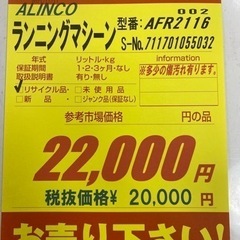 ALINCO
002
ランニングマシーン 型番: AFR2116
S-No.711701055032
年式 リットル・kg
保証期間 1・2・3ヶ月・なし
取扱説明書 有り・無し
information
※多少の傷汚れ有ります。
✓リサイクル品・ □未使用品
□新品・ □ジャンク品(保証なし)
参考市場価格 円の品
22,000円
税抜価格¥ 20,000円
お売り下さい